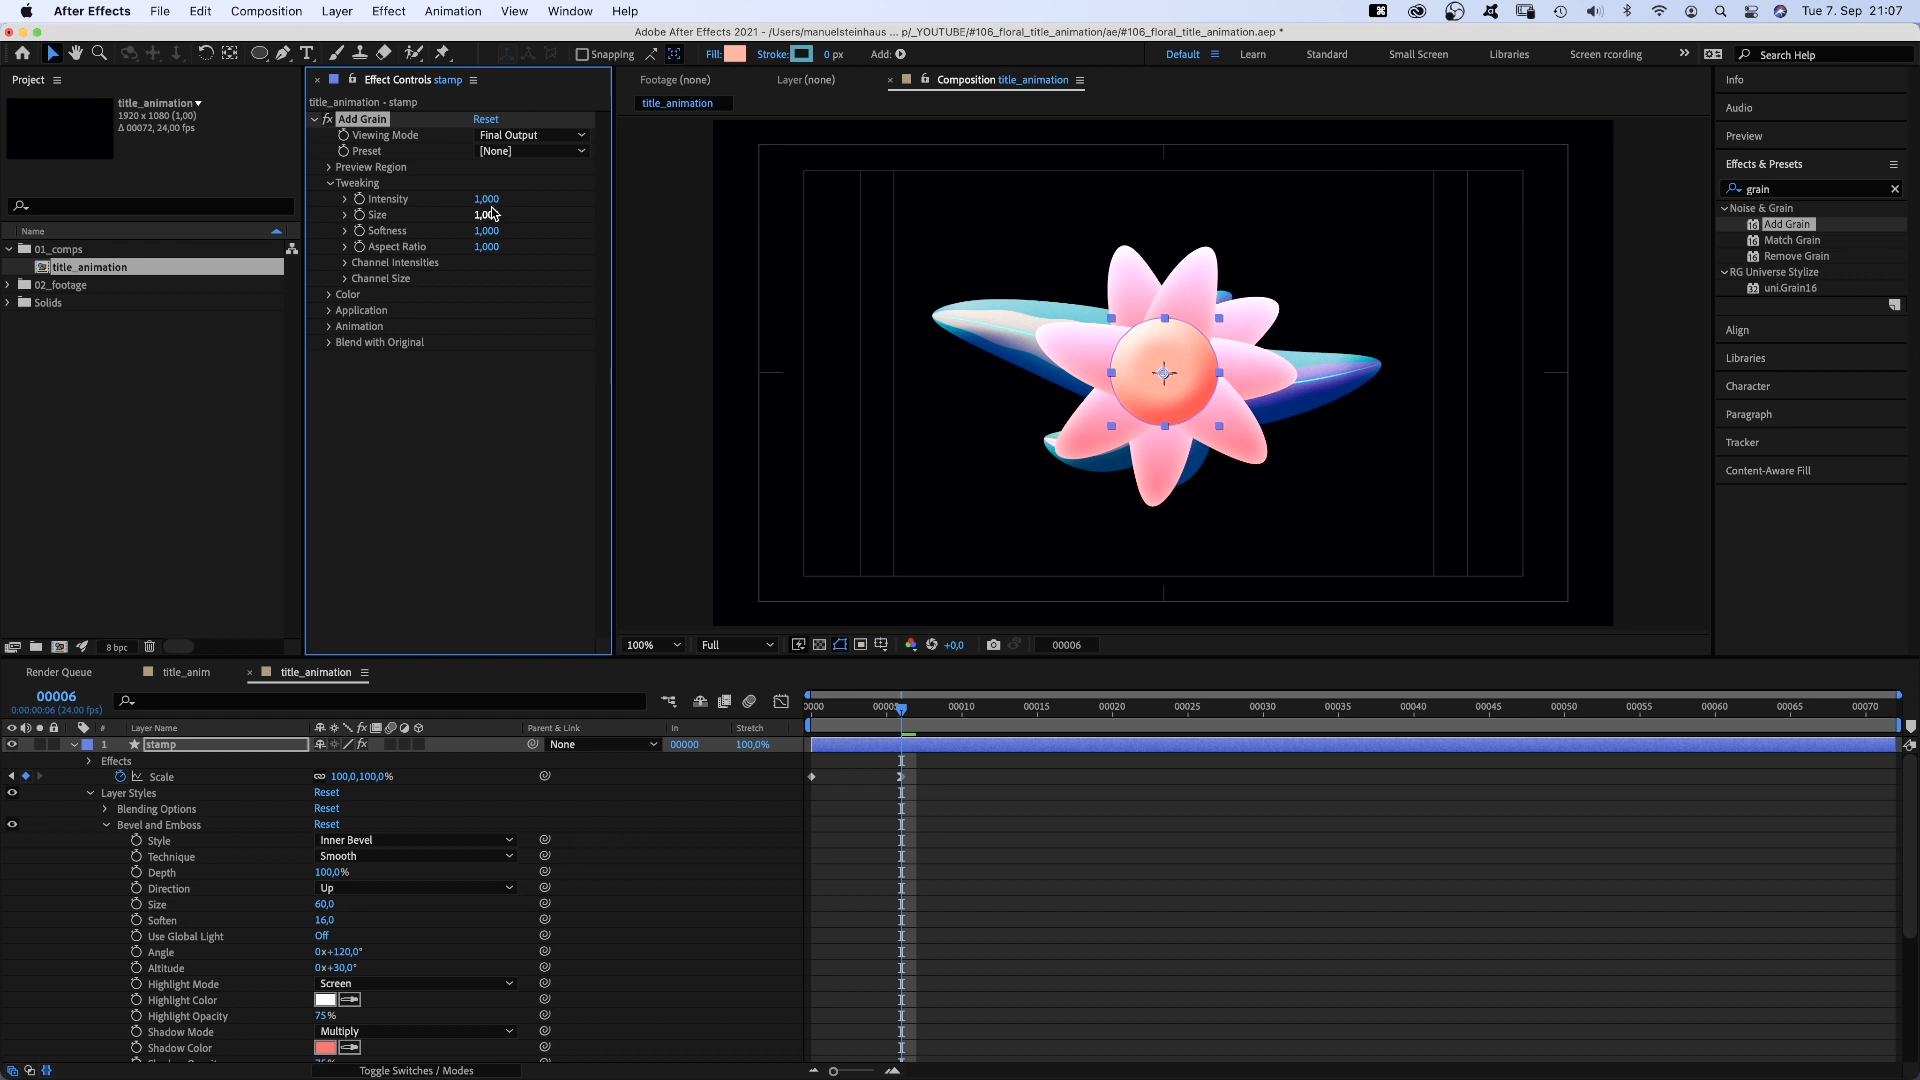 After Effects File Edit Composition Layer Effect Animation View Window Help Tue 7. Sep 21:07
Adobe After Effects 2021 - /Users/manuelsteinhaus ... p/_YOUTUBE/#106_floral_title_animation/ae/#106_floral_title_animation.aep *
Snapping Fill: Stroke: 0 px Add: Default Learn Standard Small Screen Libraries Screen rcording Search Help
Project
title_animation
1920 x 1080 (1,00)
Δ 00072, 24,00 fps
Name
01_comps
title_animation
02_footage
Solids
8 bpc
Effect Controls stamp
title_animation - stamp
fx Add Grain Reset
Viewing Mode Final Output
Preset [None]
Preview Region
Tweaking
Intensity 1,000
Size
Softness 1,000
Aspect Ratio 1,000
Channel Intensities
Channel Size
Color
Application
Animation
Blend with Original
Footage (none) Layer (none) Composition title_animation
title_animation
100% Full +0,0 00006
Info
Audio
Preview
Effects & Presets
grain
Noise & Grain
16 Add Grain
16 Match Grain
16 Remove Grain
RG Universe Stylize
32 uni.Grain16
Align
Libraries
Character
Paragraph
Tracker
Content-Aware Fill
Render Queue title_anim title_animation
00006
0:00:00:06 (24.00 fps)
00010 00015 00020 00025 00030 00035 00040 00045 00050 00055 00060 00065 00070
# Layer Name fx Parent & Link In Stretch
1 stamp fx None 00000 100,0%
Effects
Scale 100,0,100,0%
Layer Styles Reset
Blending Options Reset
Bevel and Emboss Reset
Style Inner Bevel
Technique Smooth
Depth 100,0%
Direction Up
Size 60,0
Soften 16,0
Use Global Light Off
Angle 0x+120,0°
Altitude 0x+30,0°
Highlight Mode Screen
Highlight Color
Highlight Opacity 75%
Shadow Mode Multiply
Shadow Color
Toggle Switches / Modes